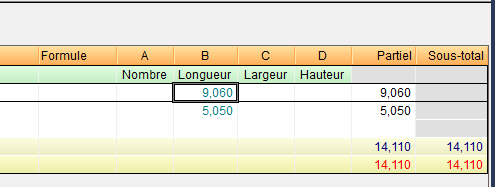 Formule A B C D Partiel Sous-total
Nombre Longueur Largeur Hauteur
9,060 9,060
5,050 5,050
14,110 14,110
14,110 14,110